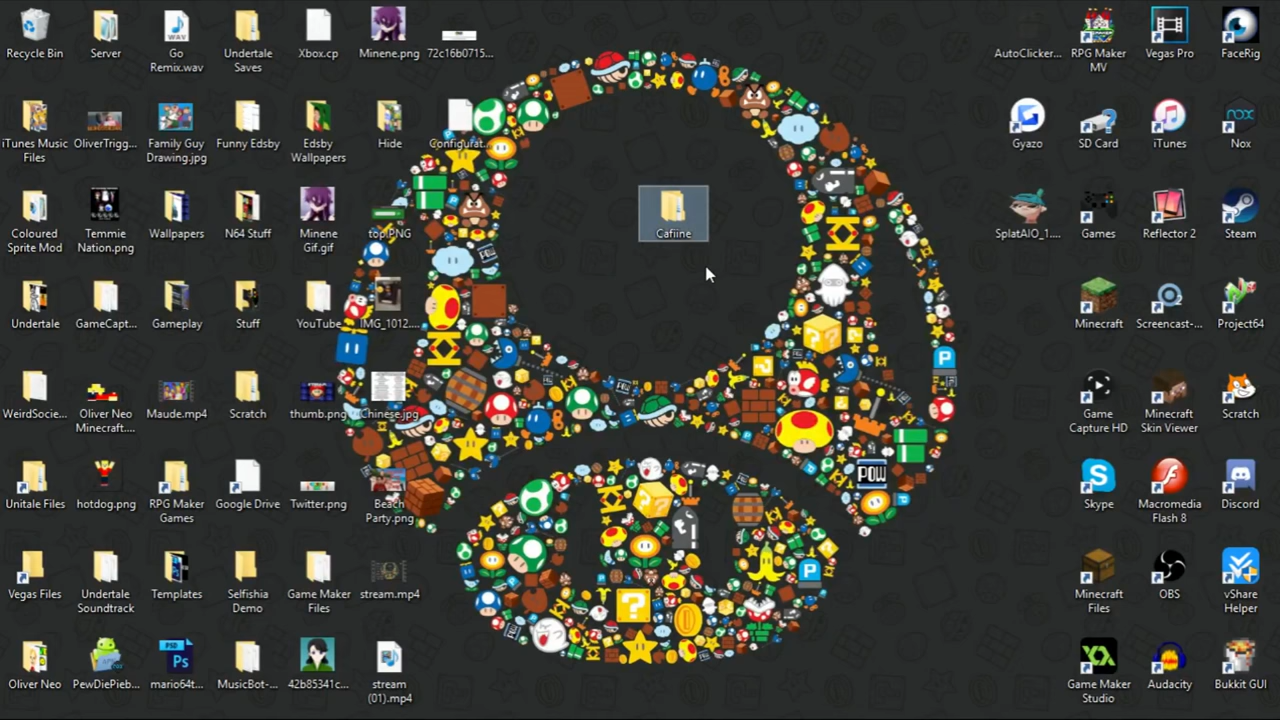 Recycle Bin
Server
Go
Remix.wav
Undertale
Saves
Xbox.cp
Minene.png
72c16b0715...
AutoClicker...
RPG Maker
MV
Vegas Pro
FaceRig
iTunes Music
Files
OliverTrigg...
Family Guy
Drawing.jpg
Funny Edsby
Edsby
Wallpapers
Hide
Configurat...
Gyazo
SD Card
iTunes
Nox
nox
Coloured
Sprite Mod
Temmie
Nation.png
Wallpapers
N64 Stuff
Minene
Gif.gif
top.PNG
Cafiine
SplatAIO_1....
Games
Reflector 2
Steam
Undertale
GameCapt...
Gameplay
Stuff
YouTube
IMG_1012....
Minecraft
Screencast-...
Project64
WeirdSocie...
Oliver Neo
Minecraft....
Maude.mp4
Scratch
thumb.png
Chinese.jpg
Game
Capture HD
Minecraft
Skin Viewer
Scratch
Unitale Files
hotdog.png
RPG Maker
Games
Google Drive
Twitter.png
Beach
Party.png
POW
P
Skype
Macromedia
Flash 8
Discord
Vegas Files
Undertale
Soundtrack
Templates
Selfishia
Demo
Game Maker
Files
stream.mp4
P
Minecraft
Files
OBS
vShare
Helper
Oliver Neo
PewDiePieb...
PSD
Ps
mario64t...
MusicBot-...
42b85341c...
stream
(01).mp4
Game Maker
Studio
Audacity
Bukkit GUI